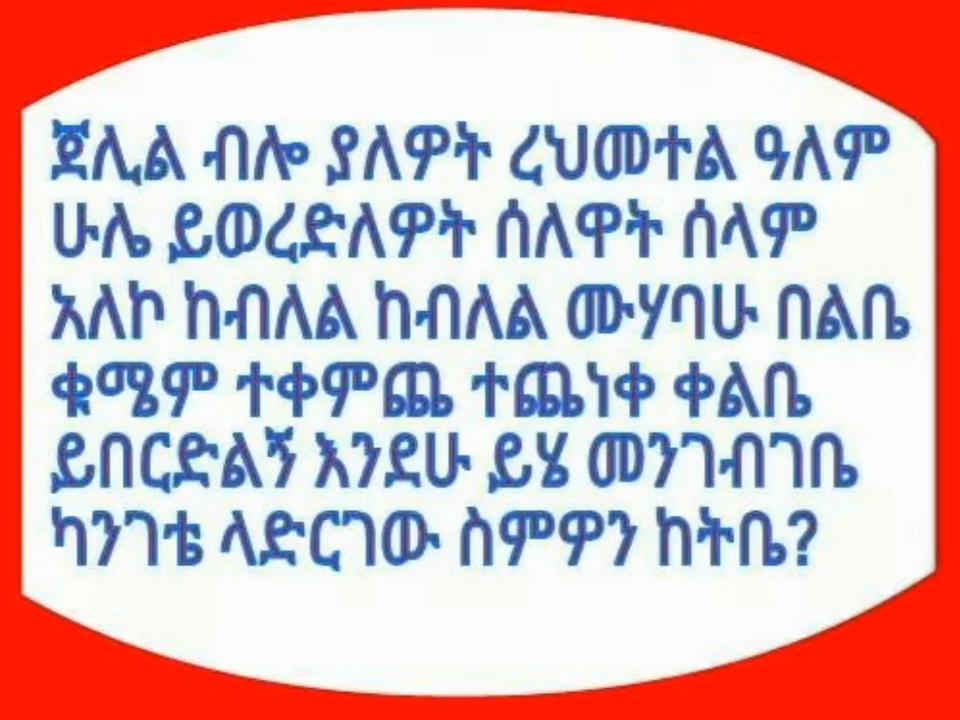 ጀሊል ብሎ ያለዎት ረህመተል ዓለም
ሁሌ ይወረድለዎት ሰለዋት ሰላም
አለኮ ከብለል ከብለል ሙሃባሁ በልቤ
ቁሜም ተቀምጨ ተጨነቀ ቀልቤ
ይበርድልኝ እንደሁ ይሄ መንገብገቤ
ካንገቴ ላድርገው ስምዎን ከትቤ?